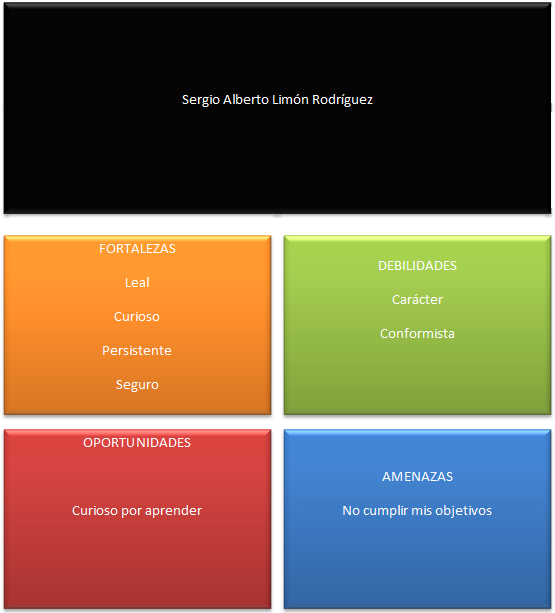 Sergio Alberto Limón Rodríguez
FORTALEZAS
Leal
Curioso
Persistente
Seguro
DEBILIDADES
Carácter
Conformista
OPORTUNIDADES
Curioso por aprender
AMENAZAS
No cumplir mis objetivos